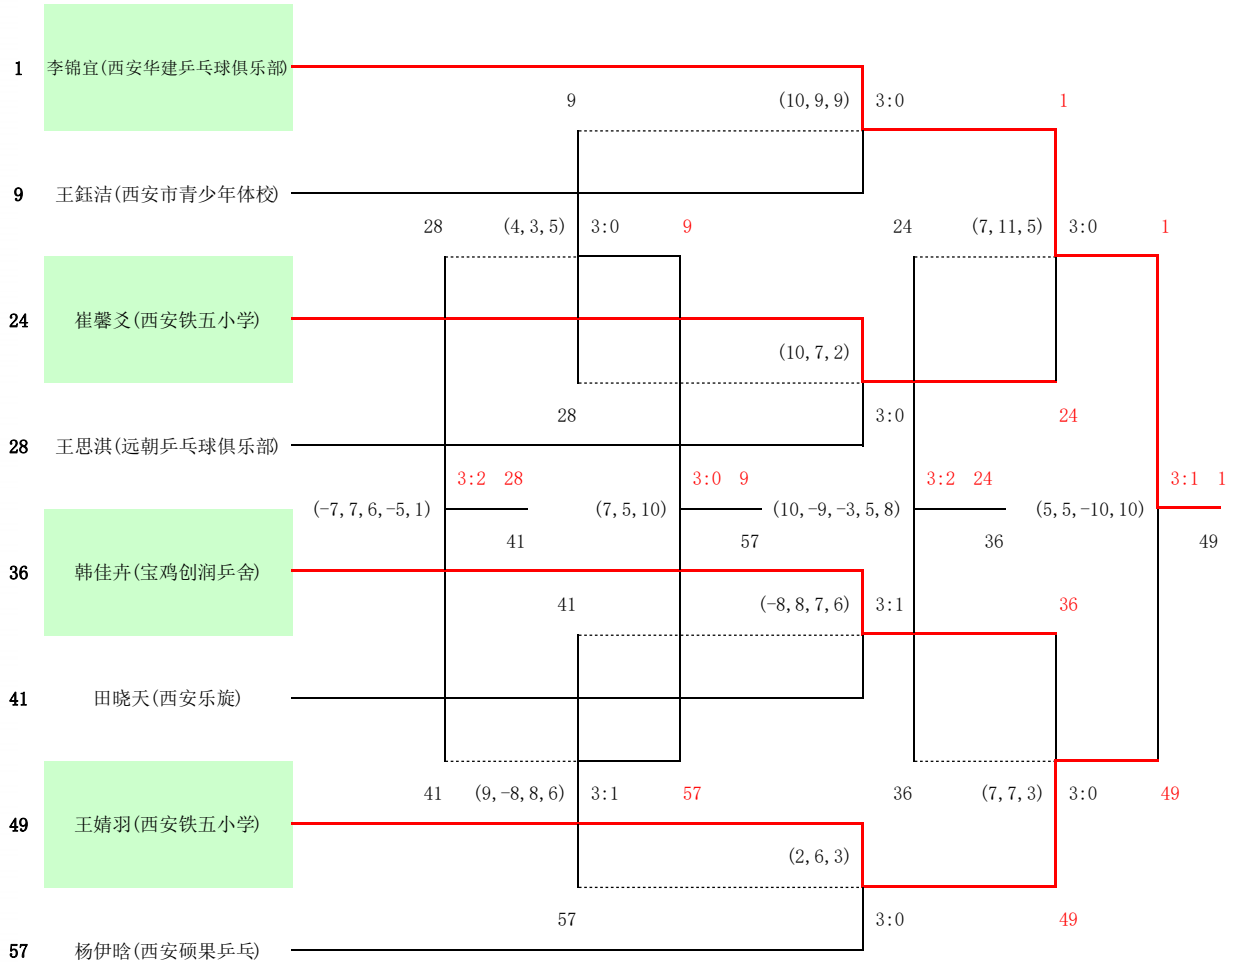 1 李锦宜(西安华建乒乓球俱乐部)
9 (10,9,9) 3:0 1
9 王鈺洁(西安市青少年体校)
28 (4,3,5) 3:0 9 24 (7,11,5) 3:0 1
24 崔馨爻(西安铁五小学)
(10,7,2)
28 3:0 24
28 王思淇(远朝乒乓球俱乐部)
3:2 28 3:0 9 3:2 24 3:1 1
(-7,7,6,-5,1) (7,5,10) (10,-9,-3,5,8) (5,5,-10,10)
41 57 36 49
36 韩佳卉(宝鸡创润乒舍)
41 (-8,8,7,6) 3:1 36
41 田晓天(西安乐旋)
41 (9,-8,8,6) 3:1 57 36 (7,7,3) 3:0 49
49 王婧羽(西安铁五小学)
(2,6,3)
57 3:0 49
57 杨伊晗(西安硕果乒乓)